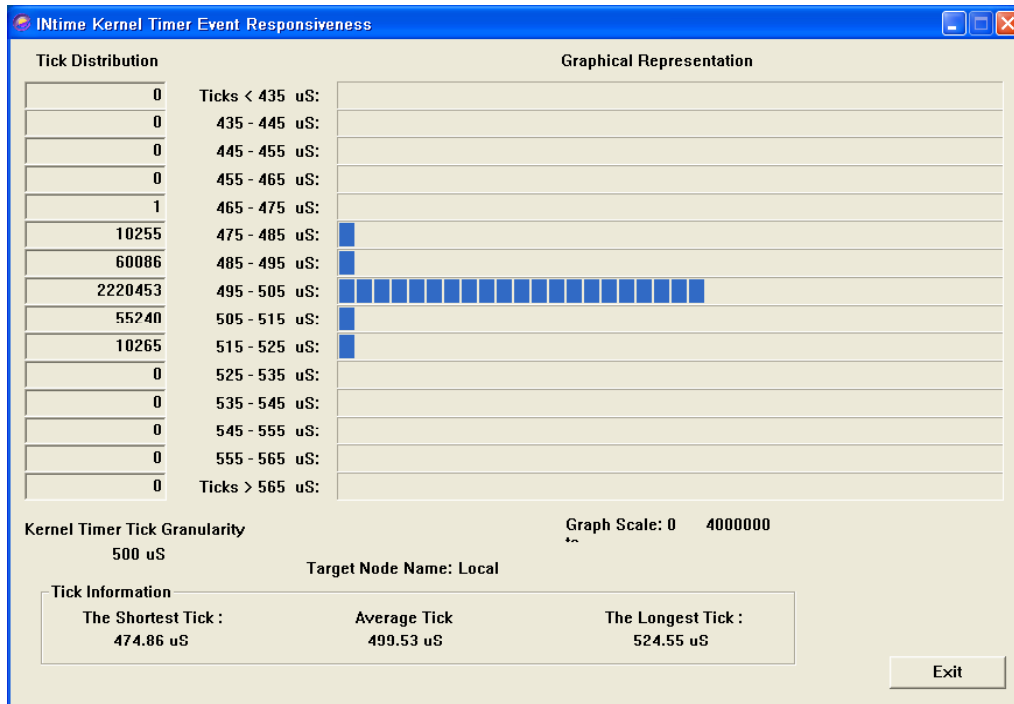 INtime Kernel Timer Event Responsiveness
Tick Distribution Graphical Representation
0 Ticks < 435 uS:
0 435 - 445 uS:
0 445 - 455 uS:
0 455 - 465 uS:
1 465 - 475 uS:
10255 475 - 485 uS:
60086 485 - 495 uS:
2220453 495 - 505 uS:
55240 505 - 515 uS:
10265 515 - 525 uS:
0 525 - 535 uS:
0 535 - 545 uS:
0 545 - 555 uS:
0 555 - 565 uS:
0 Ticks > 565 uS:
Kernel Timer Tick Granularity Graph Scale: 0 4000000
500 uS
Target Node Name: Local
Tick Information
The Shortest Tick : Average Tick The Longest Tick :
474.86 uS 499.53 uS 524.55 uS
Exit